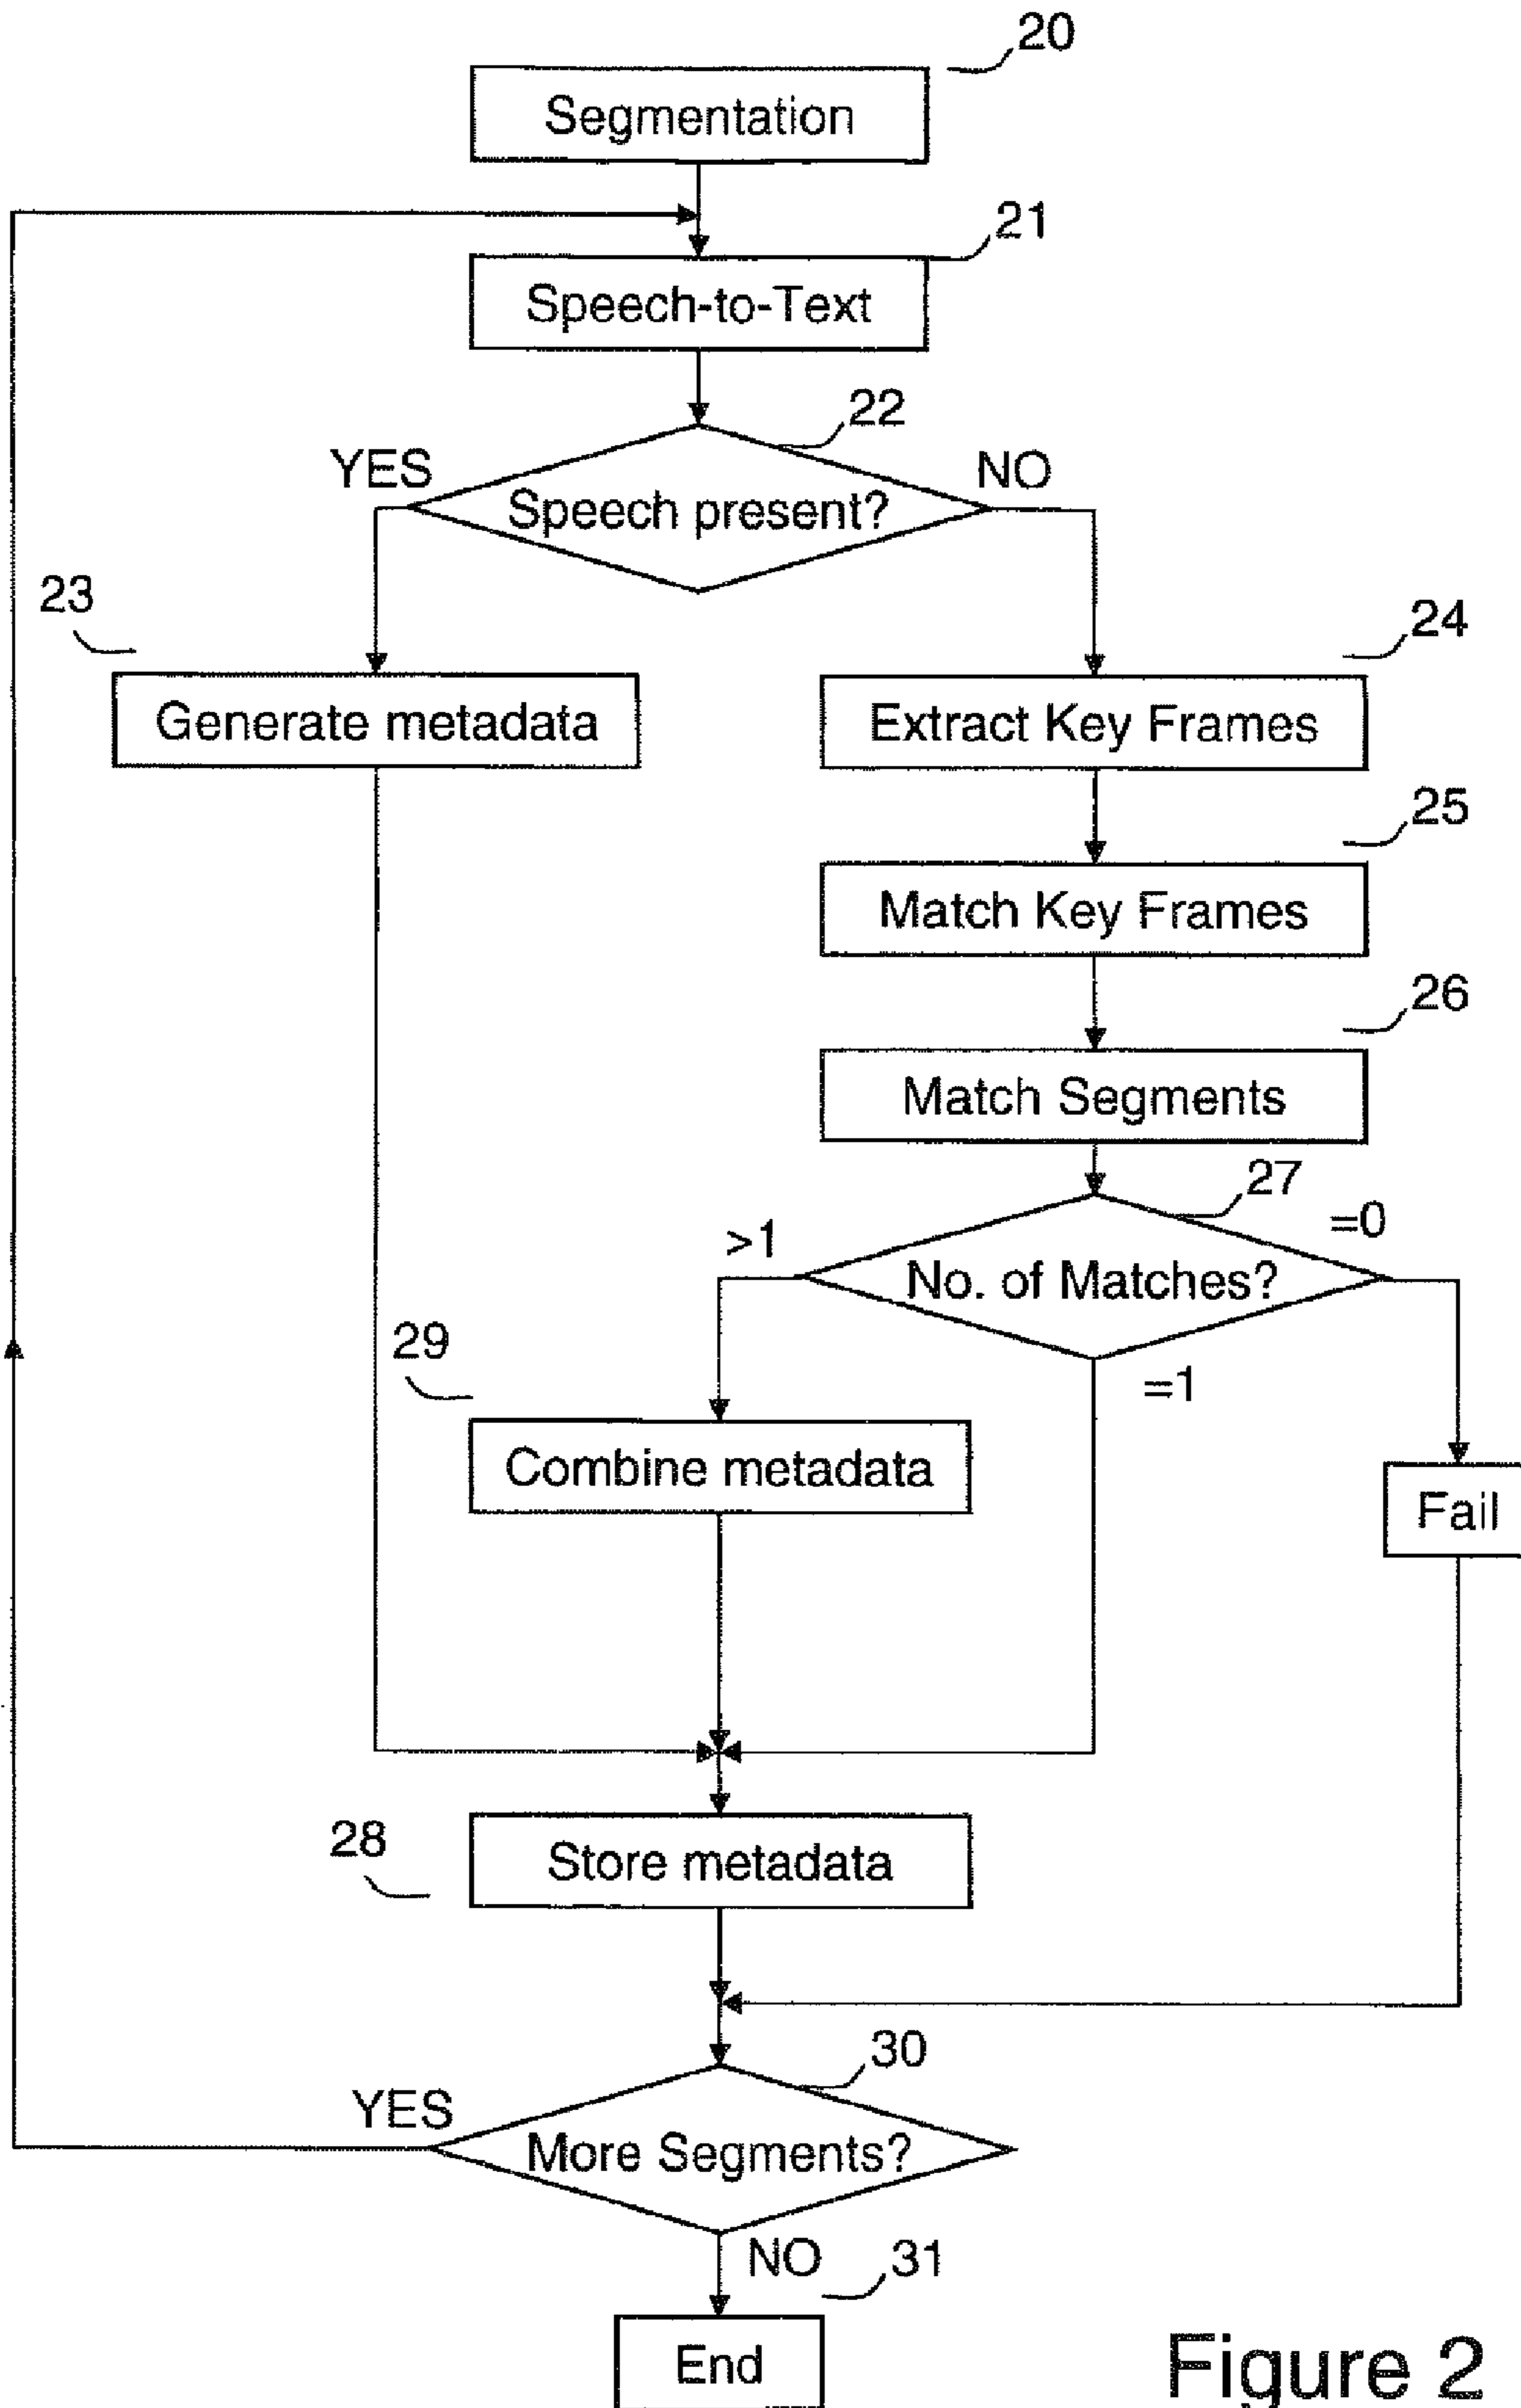 20
Segmentation
21
Speech-to-Text
22
YES
NO
Speech present?
23
24
Generate metadata
Extract Key Frames
25
Match Key Frames
26
Match Segments
27
>1
=0
No. of Matches?
29
=1
Combine metadata
Fail
28
Store metadata
30
YES
More Segments?
NO
31
End
Figure 2